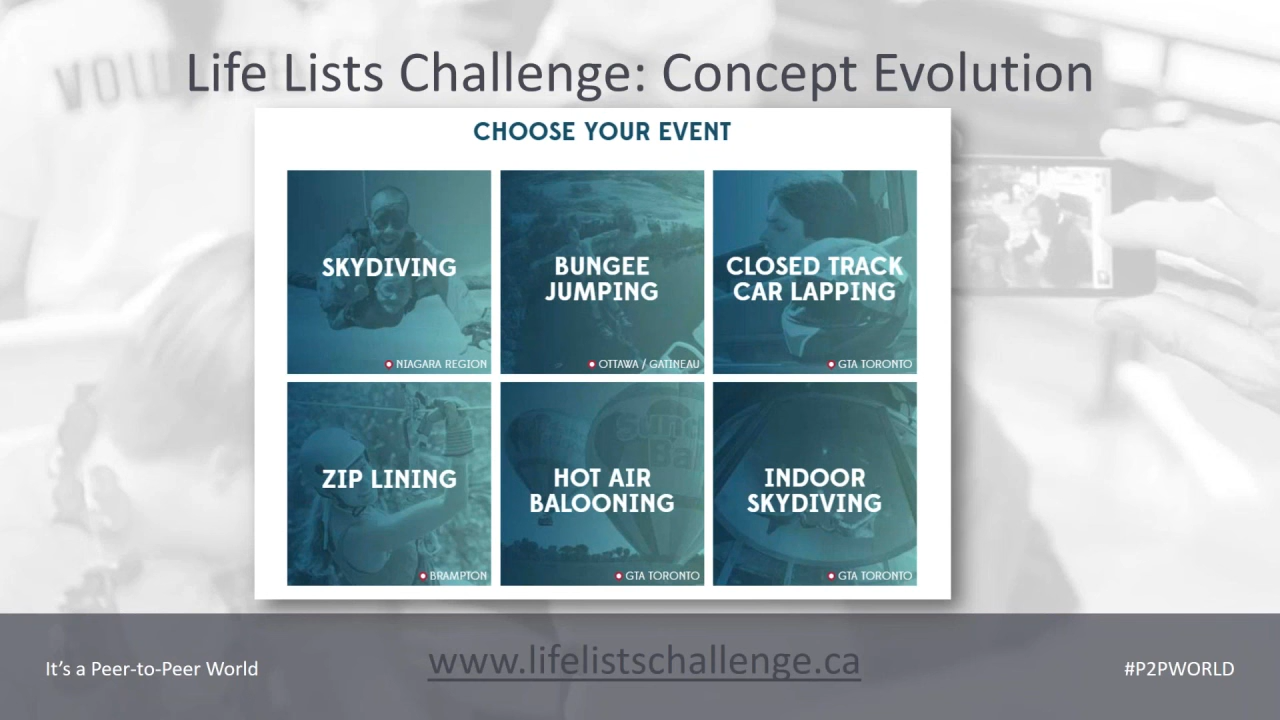 VOLU
Life Lists Challenge: Concept Evolution
CHOOSE YOUR EVENT
SKYDIVING
NIAGARA REGION
BUNGEE
JUMPING
OTTAWA / GATINEAU
CLOSED TRACK
CAR LAPPING
GTA TORONTO
ZIP LINING
BRAMPTON
HOT AIR
BALOONING
GTA TORONTO
INDOOR
SKYDIVING
GTA TORONTO
It's a Peer-to-Peer World
www.lifelistschallenge.ca
#P2PWORLD